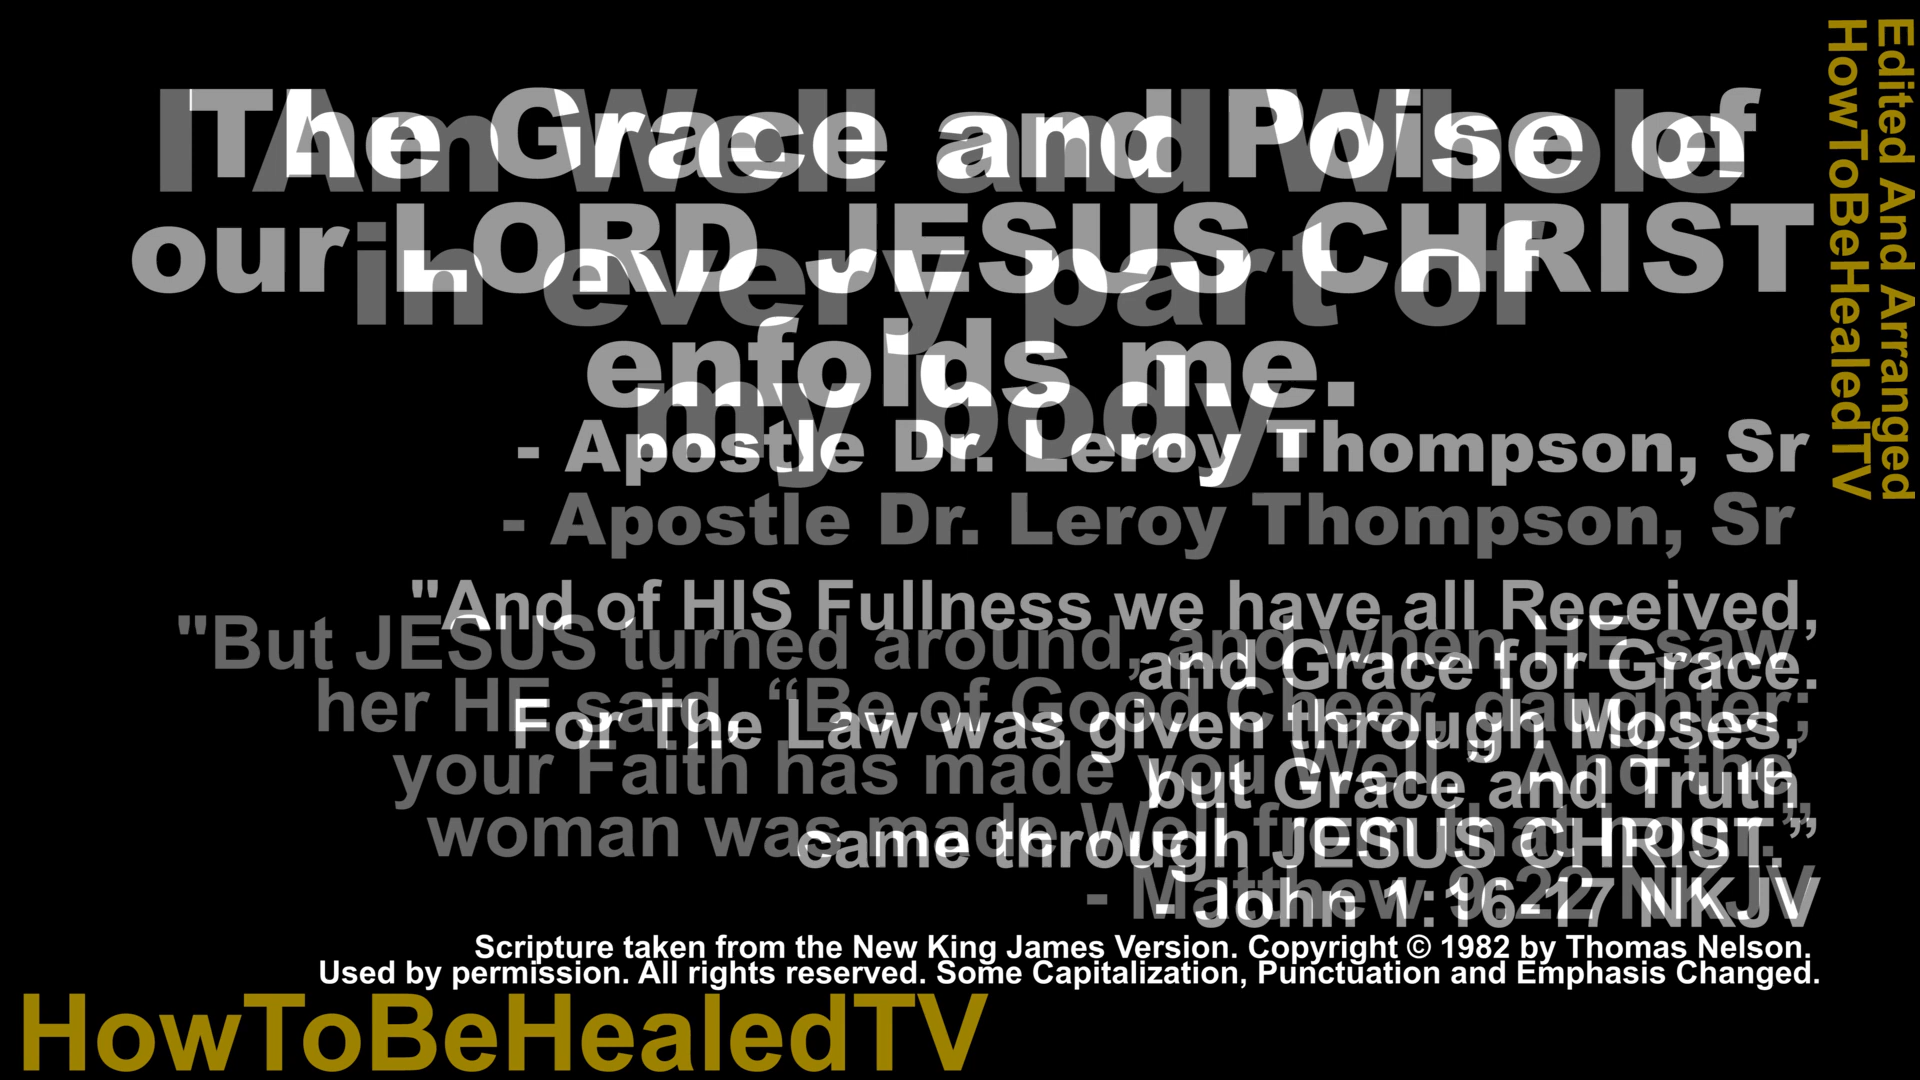 The Grace and Poise of
our LORD JESUS CHRIST
enfolds me.
- Apostle Dr. Leroy Thompson, Sr
"And of HIS Fullness we have all Received,
and Grace for Grace.
For The Law was given through Moses,
but Grace and Truth
came through JESUS CHRIST.”
- John 1:16-17 NKJV
I Am Well and Whole
in every part of
my body
- Apostle Dr. Leroy Thompson, Sr
"But JESUS turned around, and when HE saw
her HE said, “Be of Good Cheer, daughter;
your Faith has made you Well. And the
woman was made Well from that hour.”
- Matthew 9:22 NKJV
Scripture taken from the New King James Version. Copyright © 1982 by Thomas Nelson.
Used by permission. All rights reserved. Some Capitalization, Punctuation and Emphasis Changed.
HowToBeHealedTV
Edited And Arranged
HowToBeHealedTV